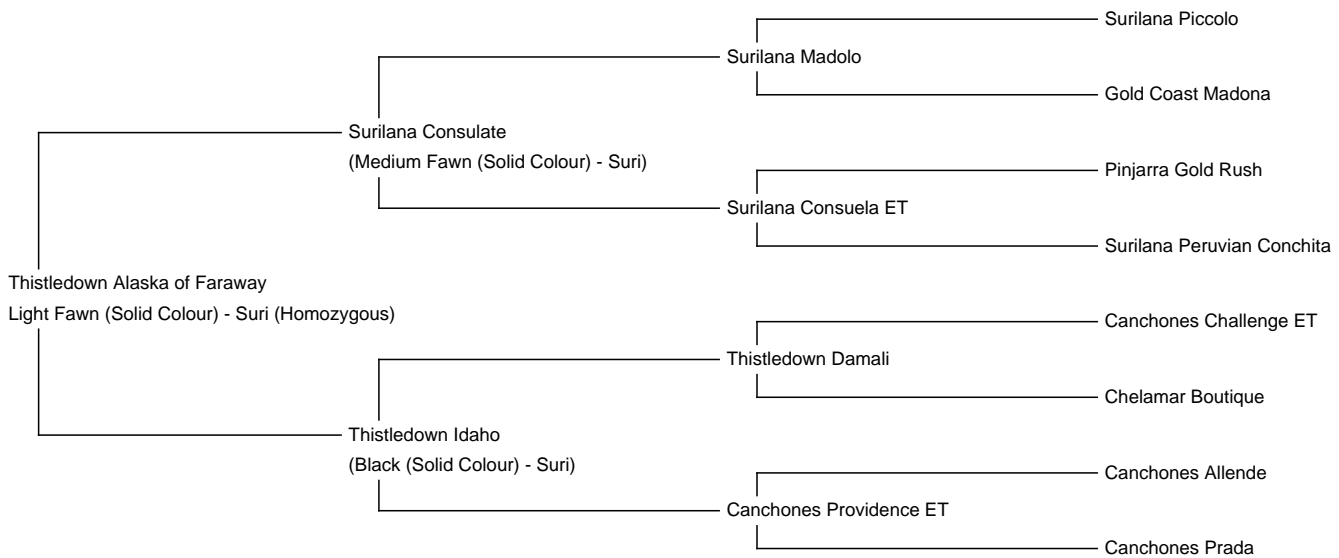 Surilana Piccolo
Surilana Madolo
Gold Coast Madona
Surilana Consulate
(Medium Fawn (Solid Colour) - Suri)
Pinjarra Gold Rush
Surilana Consuela ET
Surilana Peruvian Conchita
Thistledown Alaska of Faraway
Light Fawn (Solid Colour) - Suri (Homozygous)
Canchones Challenge ET
Thistledown Damali
Chelamar Boutique
Thistledown Idaho
(Black (Solid Colour) - Suri)
Canchones Allende
Canchones Providence ET
Canchones Prada